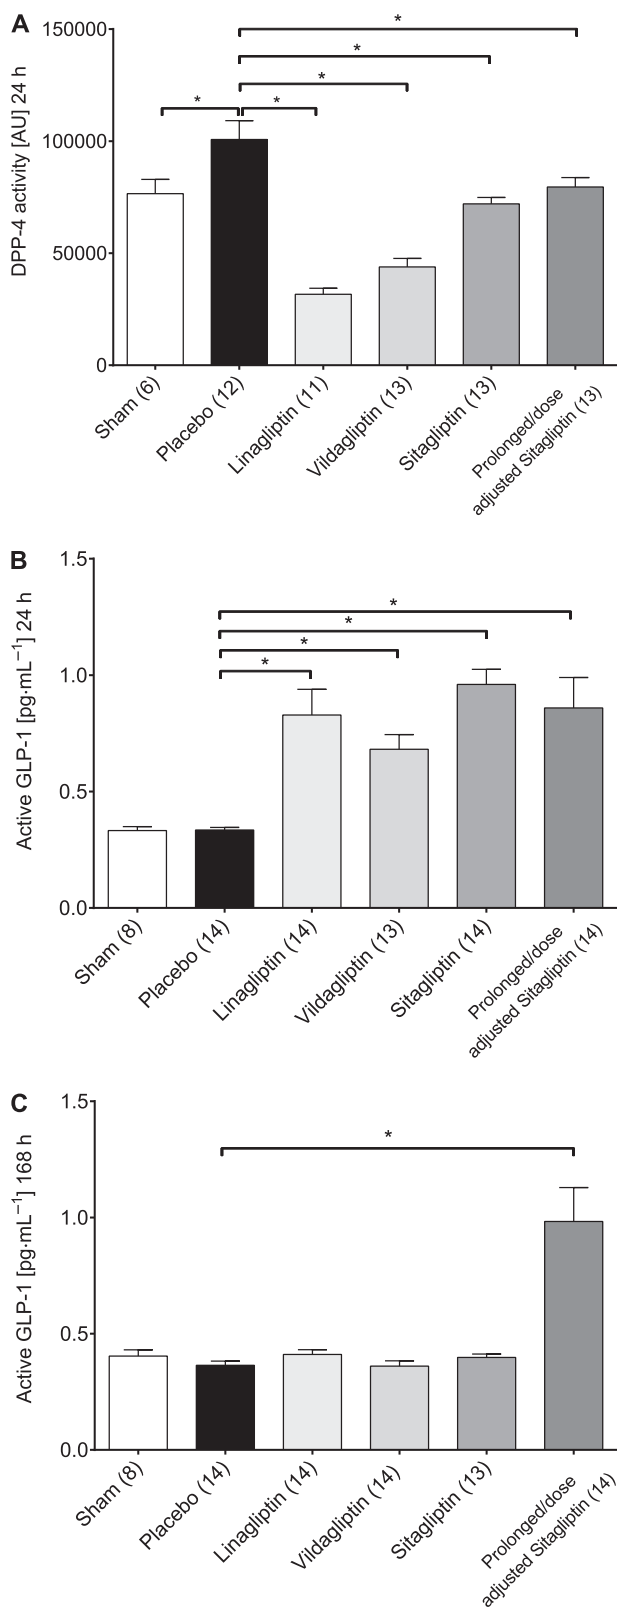 A
DPP-4 activity [AU] 24 h
150000
100000
50000
0
*
*
*
*
*
Sham (6)
Placebo (12)
Linagliptin (11)
Vildagliptin (13)
Sitagliptin (13)
Prolonged/dose
adjusted Sitagliptin (13)
B
Active GLP-1 [pg·mL⁻¹] 24 h
1.5
1.0
0.5
0.0
*
*
*
*
Sham (8)
Placebo (14)
Linagliptin (14)
Vildagliptin (13)
Sitagliptin (14)
Prolonged/dose
adjusted Sitagliptin (14)
C
Active GLP-1 [pg·mL⁻¹] 168 h
1.5
1.0
0.5
0.0
*
Sham (8)
Placebo (14)
Linagliptin (14)
Vildagliptin (14)
Sitagliptin (13)
Prolonged/dose
adjusted Sitagliptin (14)